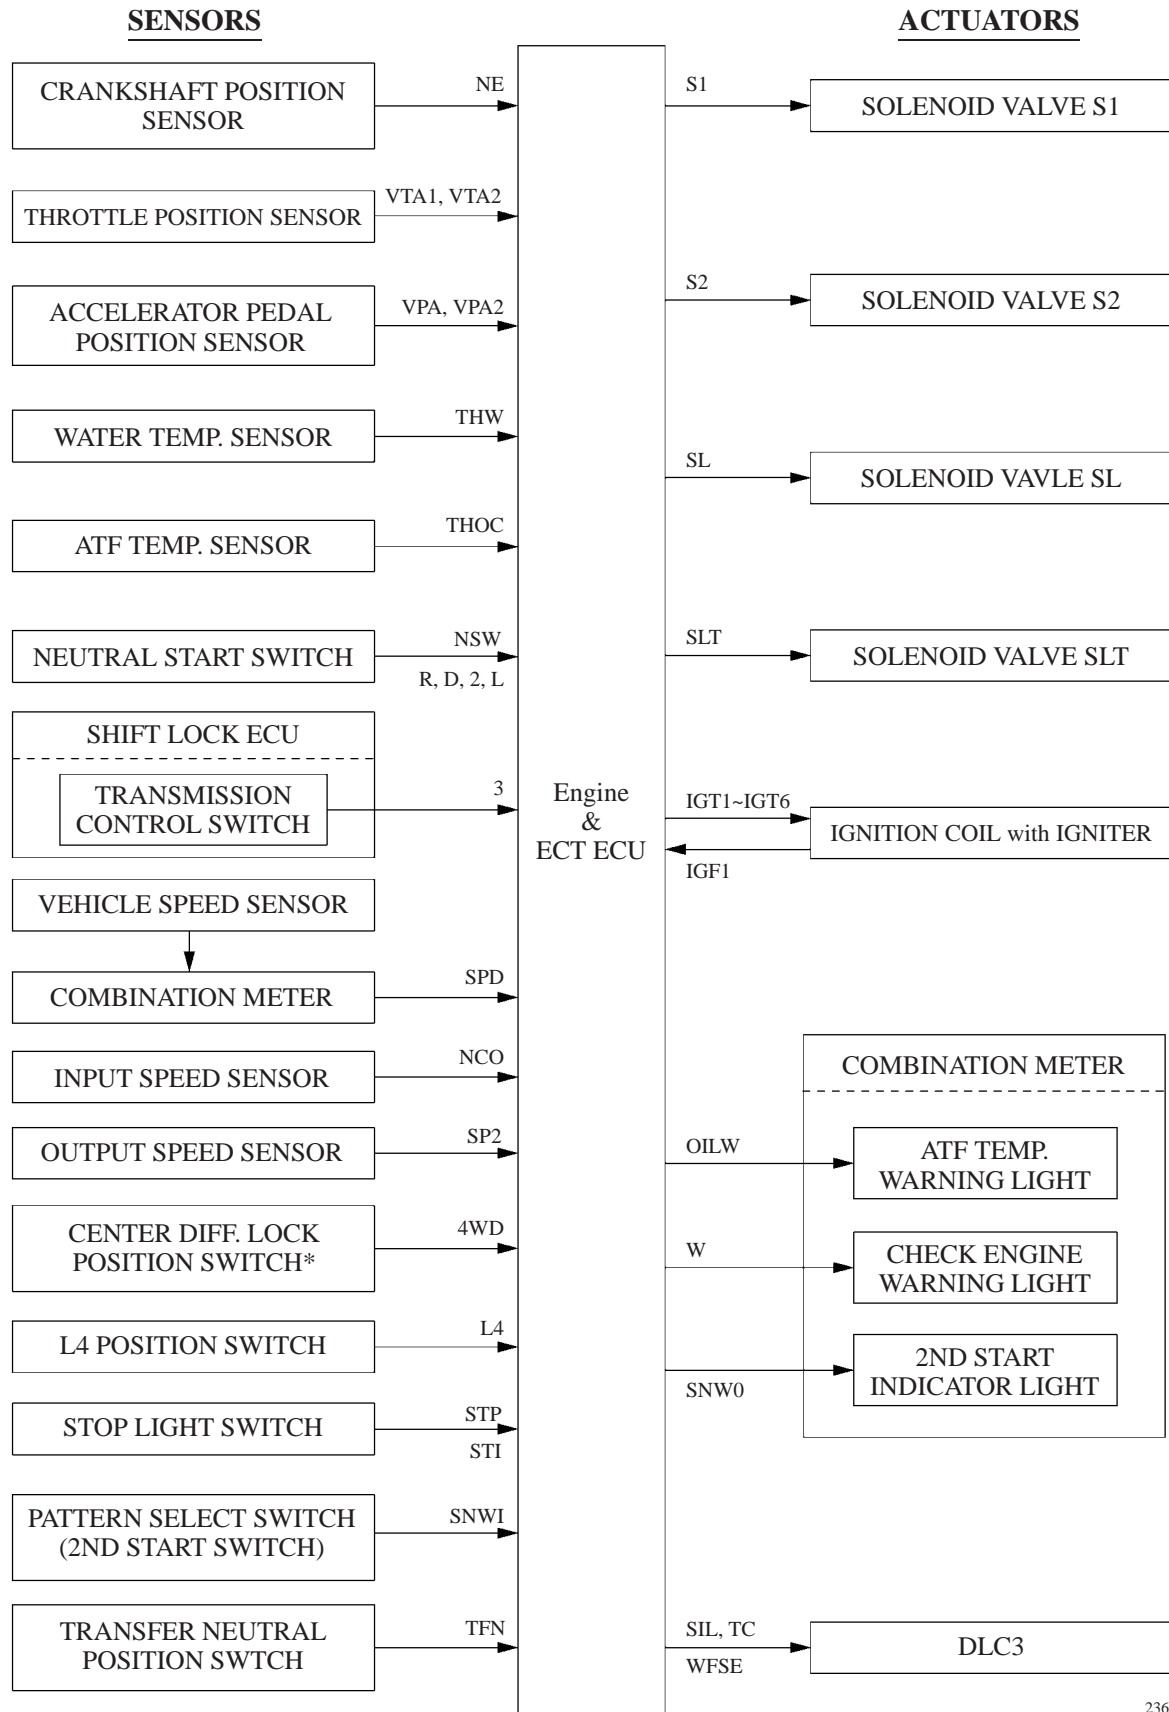 SENSORS
ACTUATORS
CRANKSHAFT POSITION
SENSOR
NE
THROTTLE POSITION SENSOR
VTA1, VTA2
ACCELERATOR PEDAL
POSITION SENSOR
VPA, VPA2
WATER TEMP. SENSOR
THW
ATF TEMP. SENSOR
THOC
NEUTRAL START SWITCH
NSW
R, D, 2, L
SHIFT LOCK ECU
TRANSMISSION
CONTROL SWITCH
3
VEHICLE SPEED SENSOR
COMBINATION METER
SPD
INPUT SPEED SENSOR
NCO
OUTPUT SPEED SENSOR
SP2
CENTER DIFF. LOCK
POSITION SWITCH*
4WD
L4 POSITION SWITCH
L4
STOP LIGHT SWITCH
STP
STI
PATTERN SELECT SWITCH
(2ND START SWITCH)
SNWI
TRANSFER NEUTRAL
POSITION SWTCH
TFN
Engine
&
ECT ECU
S1
SOLENOID VALVE S1
S2
SOLENOID VALVE S2
SL
SOLENOID VAVLE SL
SLT
SOLENOID VALVE SLT
IGT1~IGT6
IGF1
IGNITION COIL with IGNITER
COMBINATION METER
OILW
ATF TEMP.
WARNING LIGHT
W
CHECK ENGINE
WARNING LIGHT
SNW0
2ND START
INDICATOR LIGHT
SIL, TC
WFSE
DLC3
236